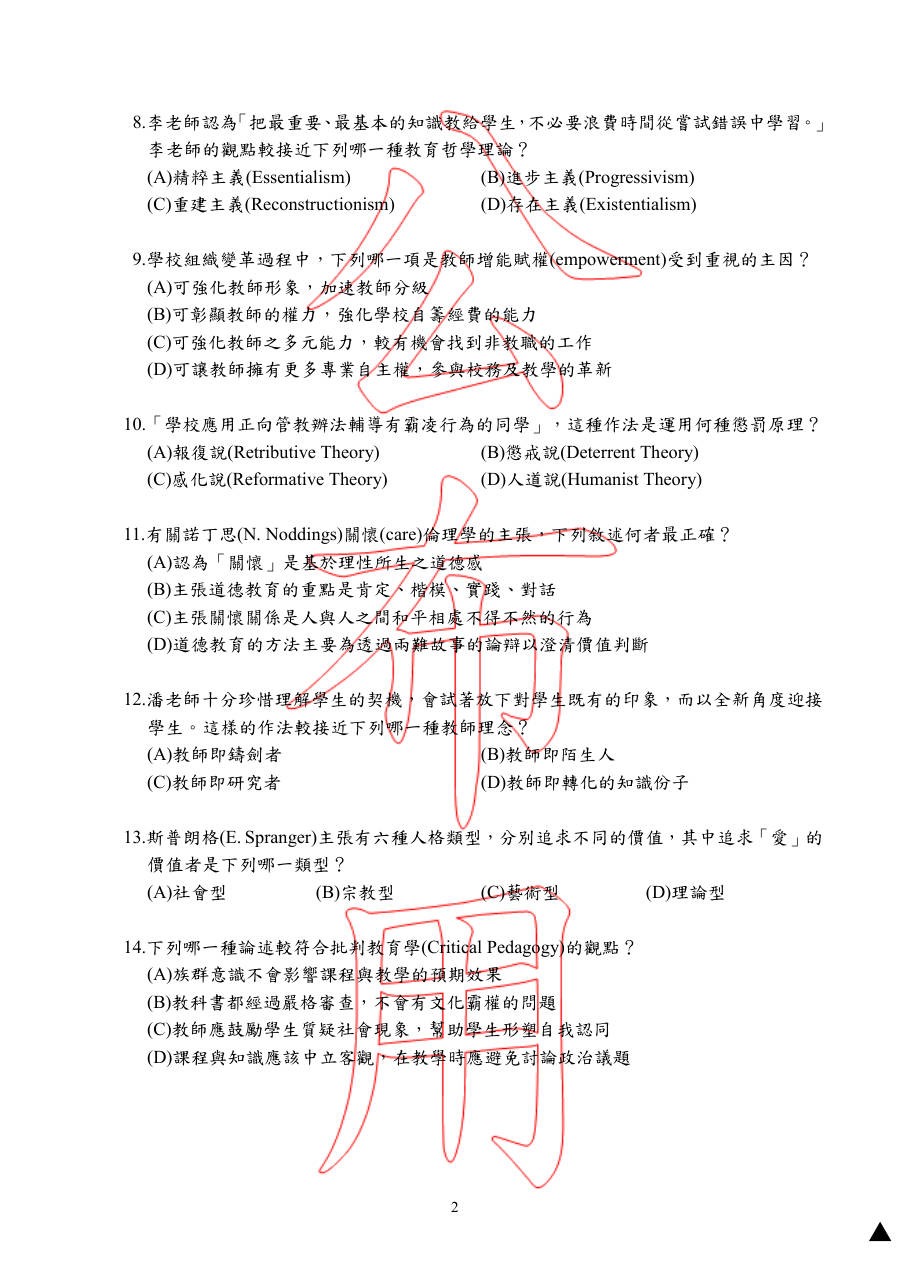 8.李老師認為「把最重要、最基本的知識教給學生，不必要浪費時間從嘗試錯誤中學習。」
李老師的觀點較接近下列哪一種教育哲學理論？
(A)精粹主義(Essentialism) (B)進步主義(Progressivism)
(C)重建主義(Reconstructionism) (D)存在主義(Existentialism)
9.學校組織變革過程中，下列哪一項是教師增能賦權(empowerment)受到重視的主因？
(A)可強化教師形象，加速教師分級
(B)可彰顯教師的權力，強化學校自籌經費的能力
(C)可強化教師之多元能力，較有機會找到非教職的工作
(D)可讓教師擁有更多專業自主權，參與校務及教學的革新
10.「學校應用正向管教辦法輔導有霸凌行為的同學」，這種作法是運用何種懲罰原理？
(A)報復說(Retributive Theory) (B)懲戒說(Deterrent Theory)
(C)感化說(Reformative Theory) (D)人道說(Humanist Theory)
11.有關諾丁思(N. Noddings)關懷(care)倫理學的主張，下列敘述何者最正確？
(A)認為「關懷」是基於理性所生之道德感
(B)主張道德教育的重點是肯定、楷模、實踐、對話
(C)主張關懷關係是人與人之間和平相處不得不然的行為
(D)道德教育的方法主要為透過兩難故事的論辯以澄清價值判斷
12.潘老師十分珍惜理解學生的契機，會試著放下對學生既有的印象，而以全新角度迎接
學生。這樣的作法較接近下列哪一種教師理念？
(A)教師即鑄劍者 (B)教師即陌生人
(C)教師即研究者 (D)教師即轉化的知識份子
13.斯普朗格(E. Spranger)主張有六種人格類型，分別追求不同的價值，其中追求「愛」的
價值者是下列哪一類型？
(A)社會型 (B)宗教型 (C)藝術型 (D)理論型
14.下列哪一種論述較符合批判教育學(Critical Pedagogy)的觀點？
(A)族群意識不會影響課程與教學的預期效果
(B)教科書都經過嚴格審查，不會有文化霸權的問題
(C)教師應鼓勵學生質疑社會現象，幫助學生形塑自我認同
(D)課程與知識應該中立客觀，在教學時應避免討論政治議題
公布用
2